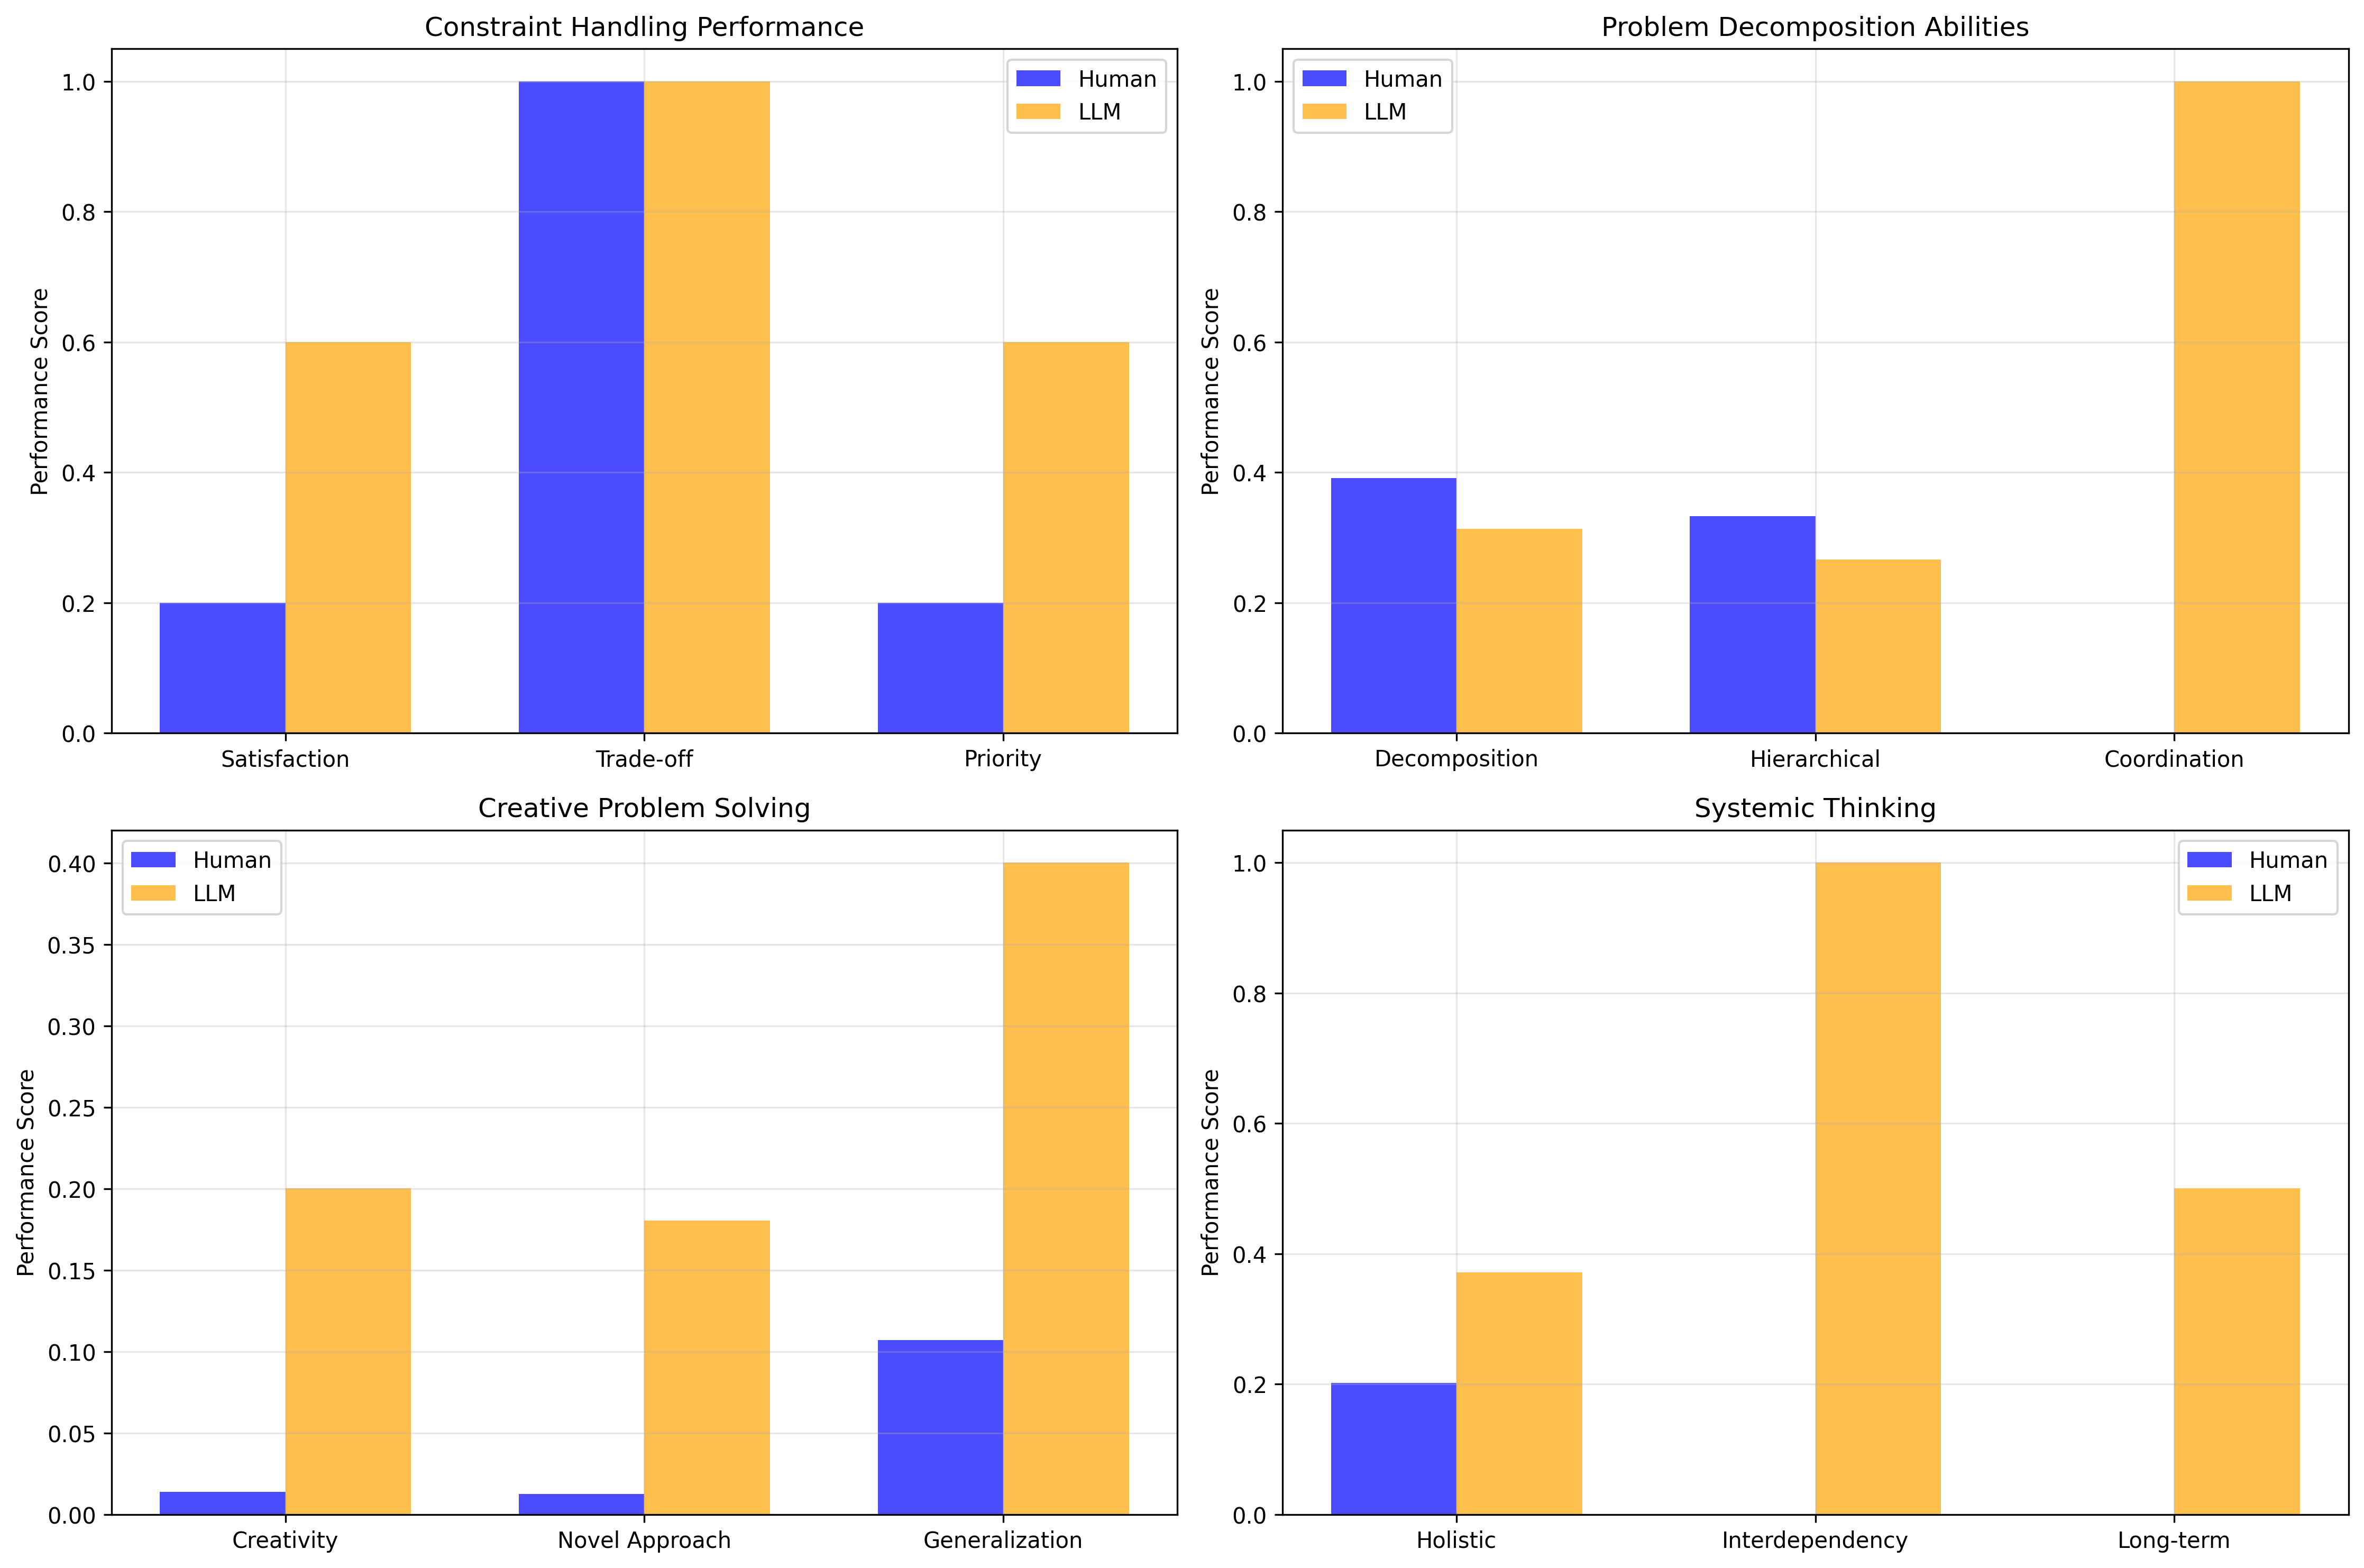 Constraint Handling Performance
Human
LLM
Performance Score
1.0
0.8
0.6
0.4
0.2
0.0
Satisfaction
Trade-off
Priority
Problem Decomposition Abilities
Human
LLM
Performance Score
1.0
0.8
0.6
0.4
0.2
0.0
Decomposition
Hierarchical
Coordination
Creative Problem Solving
Human
LLM
Performance Score
0.40
0.35
0.30
0.25
0.20
0.15
0.10
0.05
0.00
Creativity
Novel Approach
Generalization
Systemic Thinking
Human
LLM
Performance Score
1.0
0.8
0.6
0.4
0.2
0.0
Holistic
Interdependency
Long-term